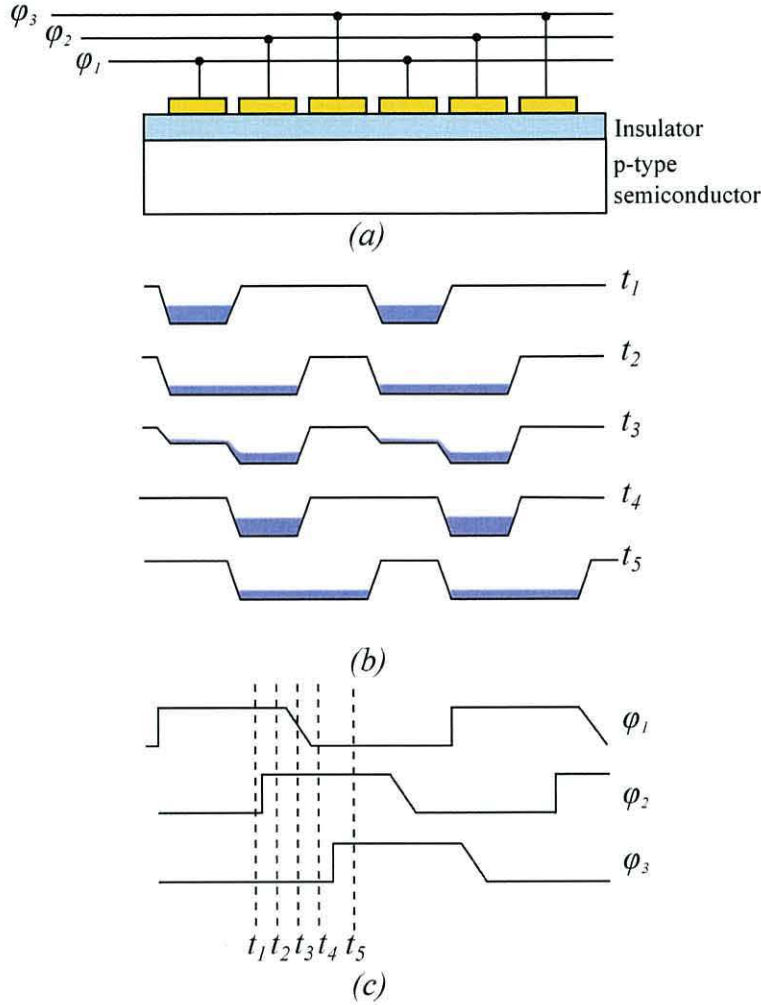 φ3
φ2
φ1
Insulator
p-type
semiconductor
(a)
t1
t2
t3
t4
t5
(b)
φ1
φ2
φ3
t1 t2 t3 t4 t5
(c)